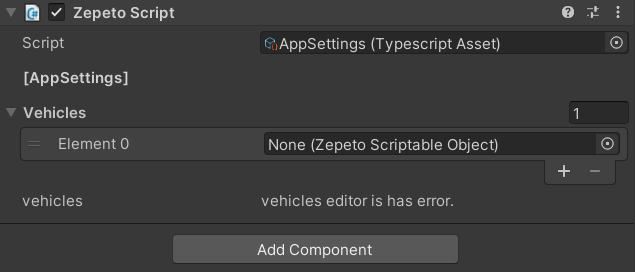 Zepeto Script
Script AppSettings (Typescript Asset)
[AppSettings]
Vehicles 1
Element 0 None (Zepeto Scriptable Object)
+ −
vehicles vehicles editor is has error.
Add Component